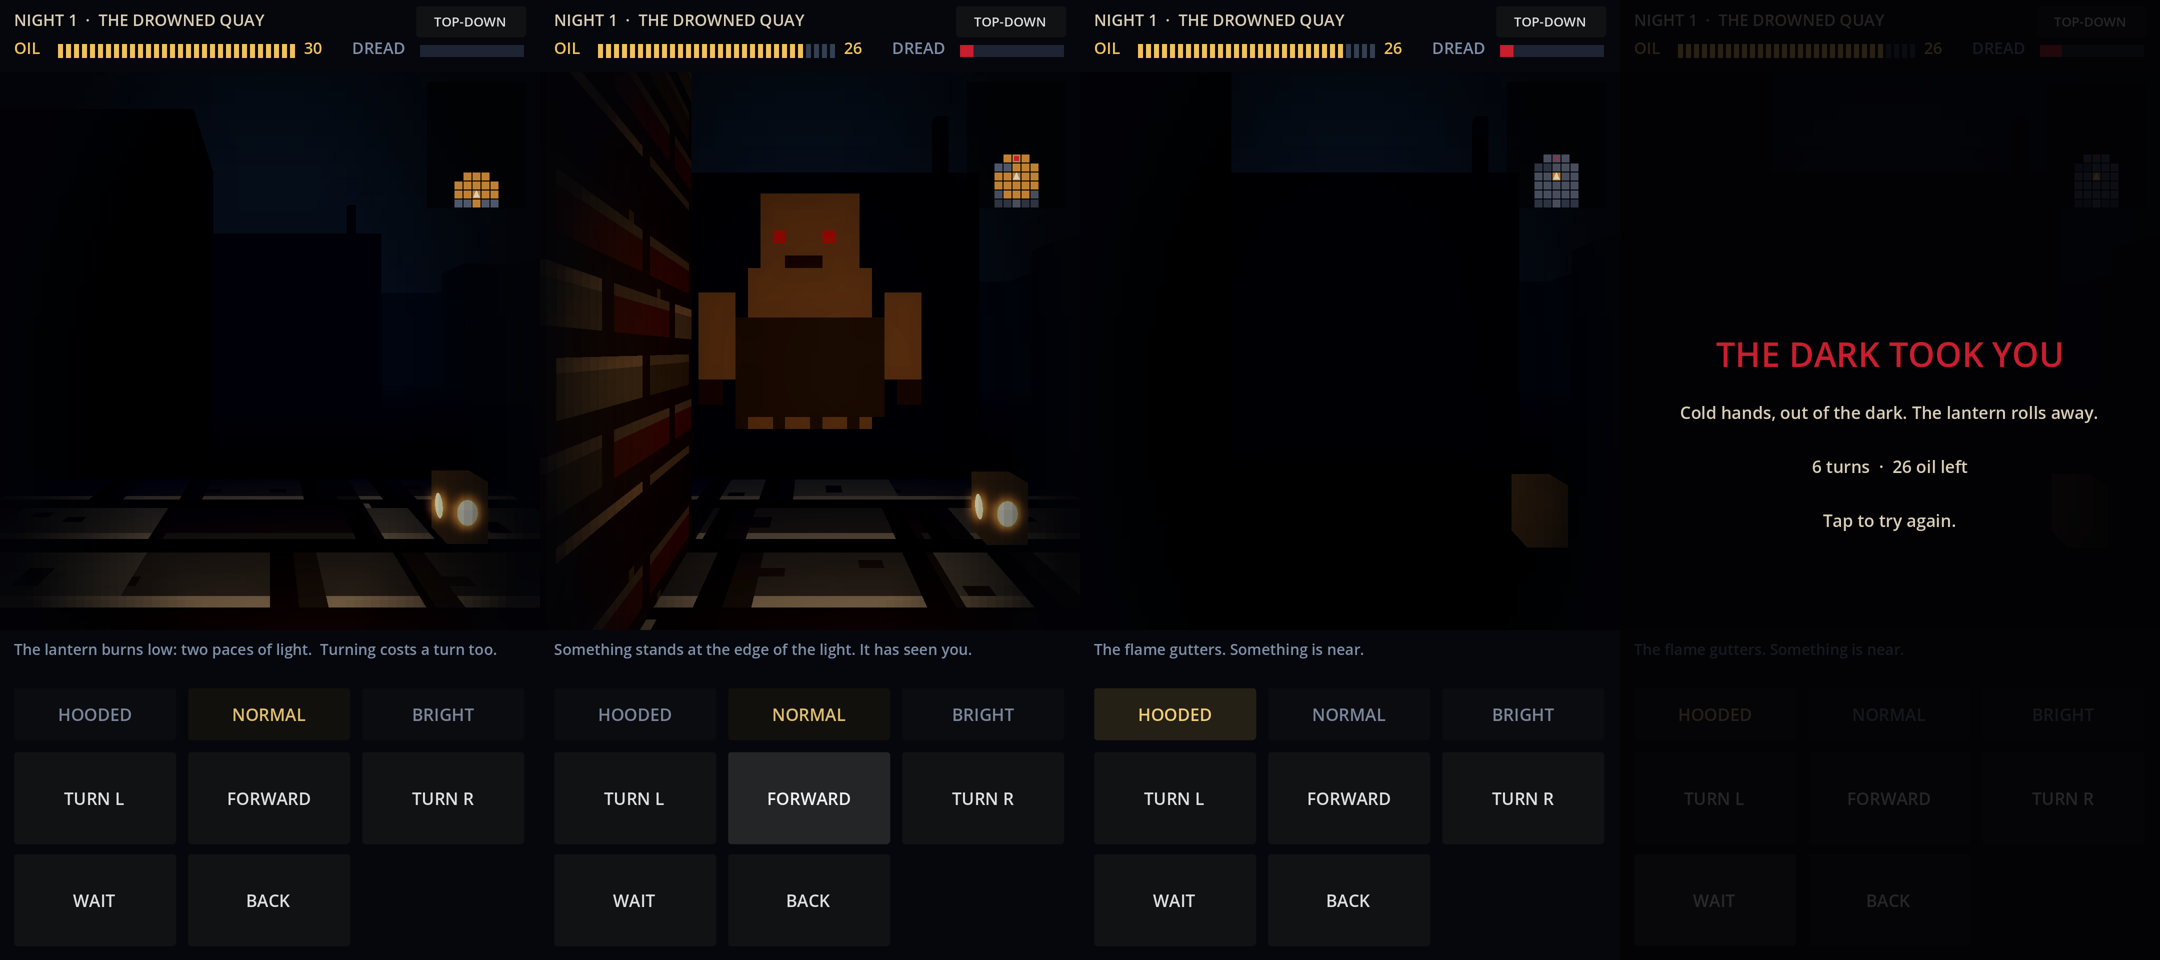 NIGHT 1 · THE DROWNED QUAY
TOP-DOWN
OIL 30 DREAD
The lantern burns low: two paces of light. Turning costs a turn too.
HOODED NORMAL BRIGHT
TURN L FORWARD TURN R
WAIT BACK
NIGHT 1 · THE DROWNED QUAY
TOP-DOWN
OIL 26 DREAD
Something stands at the edge of the light. It has seen you.
HOODED NORMAL BRIGHT
TURN L FORWARD TURN R
WAIT BACK
NIGHT 1 · THE DROWNED QUAY
TOP-DOWN
OIL 26 DREAD
The flame gutters. Something is near.
HOODED NORMAL BRIGHT
TURN L FORWARD TURN R
WAIT BACK
NIGHT 1 · THE DROWNED QUAY
TOP-DOWN
OIL 26 DREAD
THE DARK TOOK YOU
Cold hands, out of the dark. The lantern rolls away.
6 turns · 26 oil left
Tap to try again.
The flame gutters. Something is near.
HOODED NORMAL BRIGHT
TURN L FORWARD TURN R
WAIT BACK